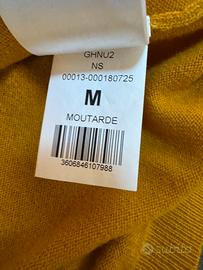 GHNU2
NS
00013-000180725
M
MOUTARDE
3606846107988
subito